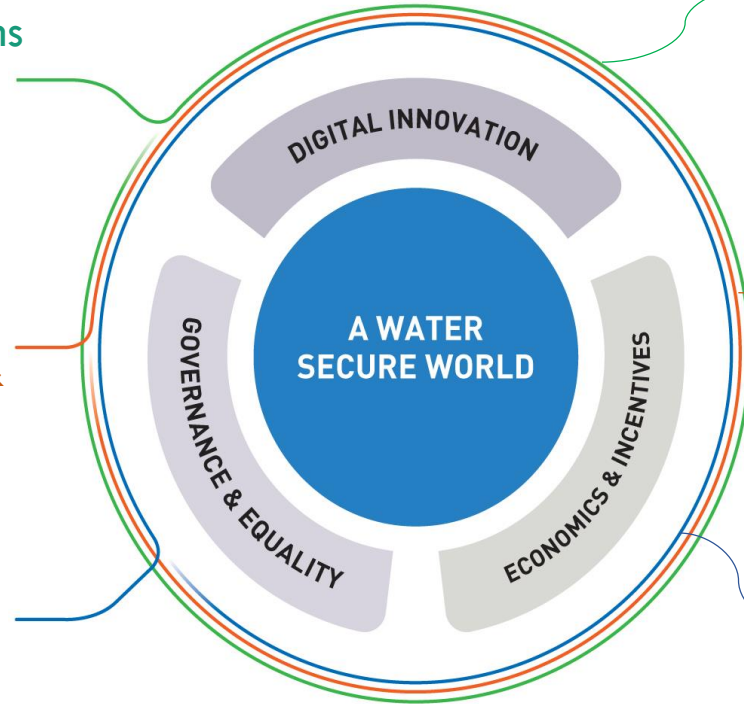 DIGITAL INNOVATION
A WATER
SECURE WORLD
GOVERNANCE & EQUALITY
ECONOMICS & INCENTIVES